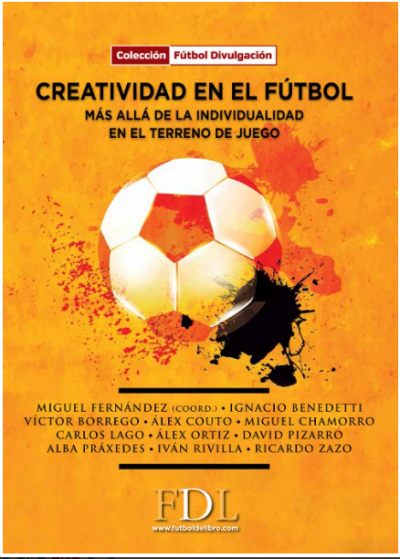 Colección Fútbol Divulgación
CREATIVIDAD EN EL FÚTBOL
MÁS ALLÁ DE LA INDIVIDUALIDAD
EN EL TERRENO DE JUEGO
MIGUEL FERNÁNDEZ (COORD.) • IGNACIO BENEDETTI
VÍCTOR BORREGO • ÁLEX COUTO • MIGUEL CHAMORRO
CARLOS LAGO • ÁLEX ORTIZ • DAVID PIZARRO
ALBA PRÁXEDES • IVÁN RIVILLA • RICARDO ZAZO
FDL
www.futboldelibro.com